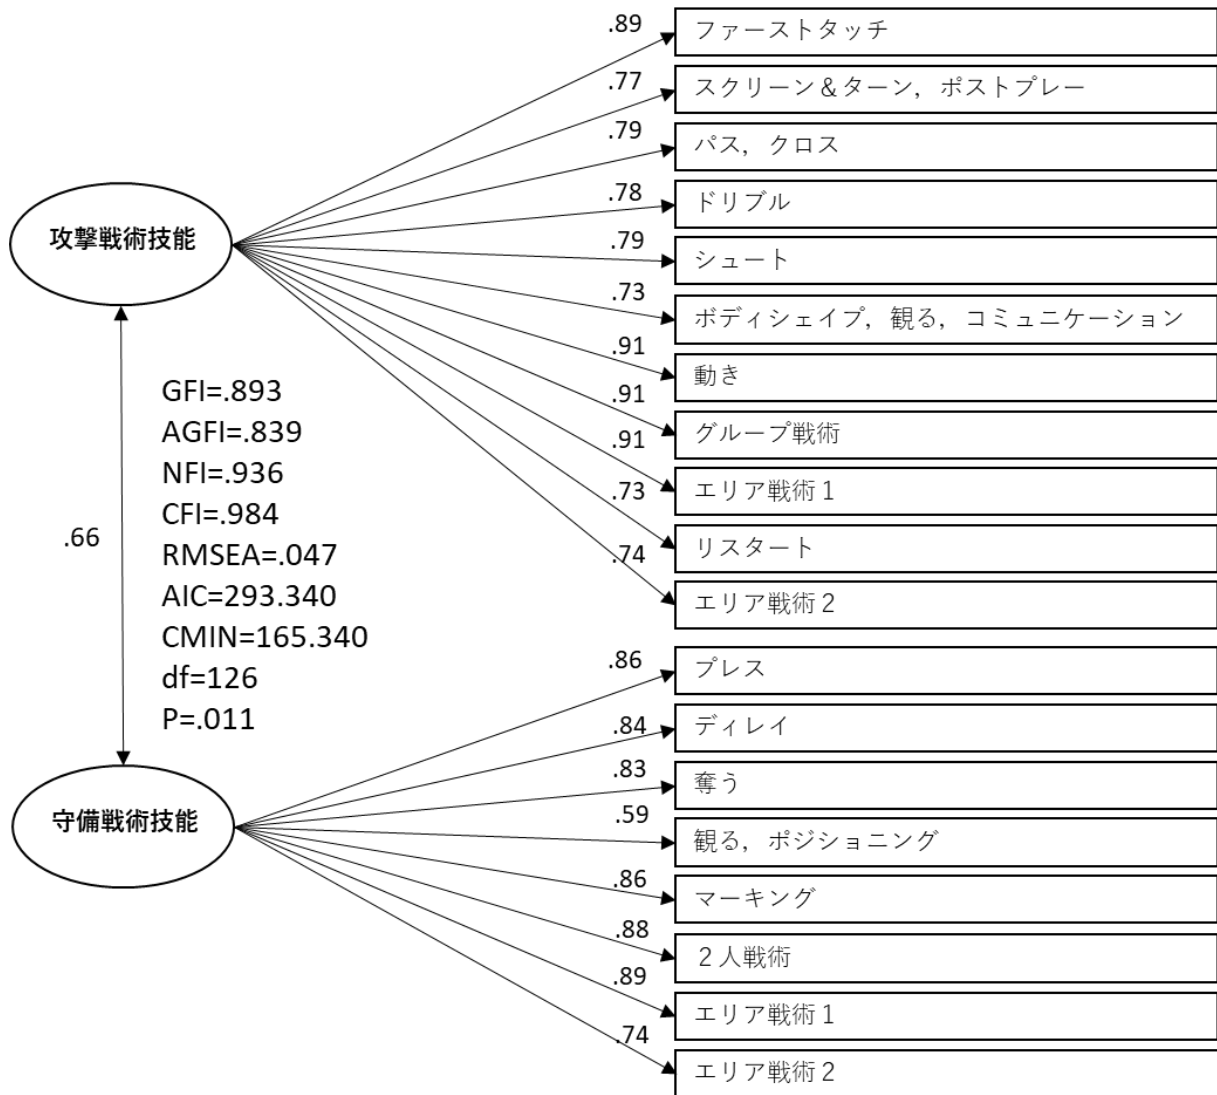 .89
ファーストタッチ
.77
スクリーン＆ターン，ポストプレー
.79
パス，クロス
.78
ドリブル
攻撃戦術技能
.79
シュート
.73
ボディシェイプ，観る，コミュニケーション
.91
動き
.91
グループ戦術
.91
エリア戦術１
.73
リスタート
.74
エリア戦術２
GFI=.893
AGFI=.839
NFI=.936
CFI=.984
RMSEA=.047
AIC=293.340
CMIN=165.340
df=126
P=.011
.66
.86
プレス
.84
ディレイ
.83
奪う
守備戦術技能
.59
観る，ポジショニング
.86
マーキング
.88
２人戦術
.89
エリア戦術１
.74
エリア戦術２